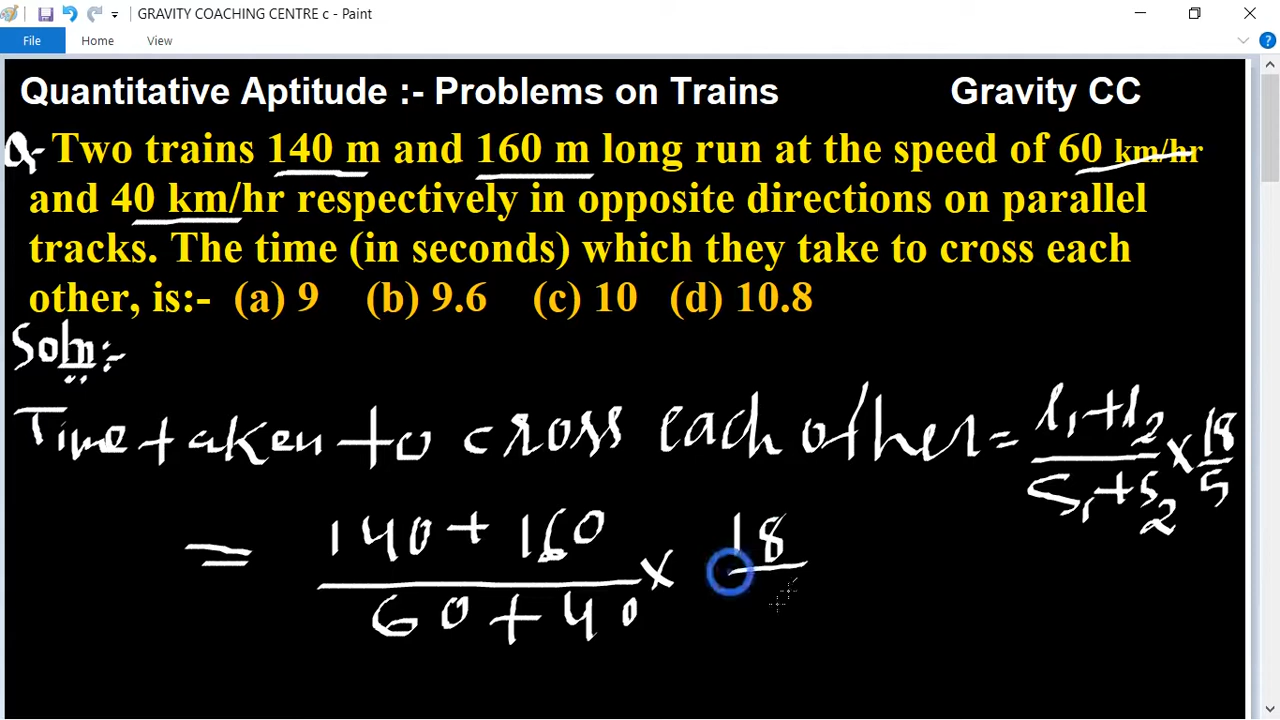 GRAVITY COACHING CENTRE c - Paint
File Home View
Quantitative Aptitude :- Problems on Trains Gravity CC
Q- Two trains 140 m and 160 m long run at the speed of 60 km/hr
and 40 km/hr respectively in opposite directions on parallel
tracks. The time (in seconds) which they take to cross each
other, is:- (a) 9 (b) 9.6 (c) 10 (d) 10.8
Soln:-
Time taken to cross each other = (l₁+l₂)/(S₁+S₂) × 18/5
= (140+160)/(60+40) × 18/